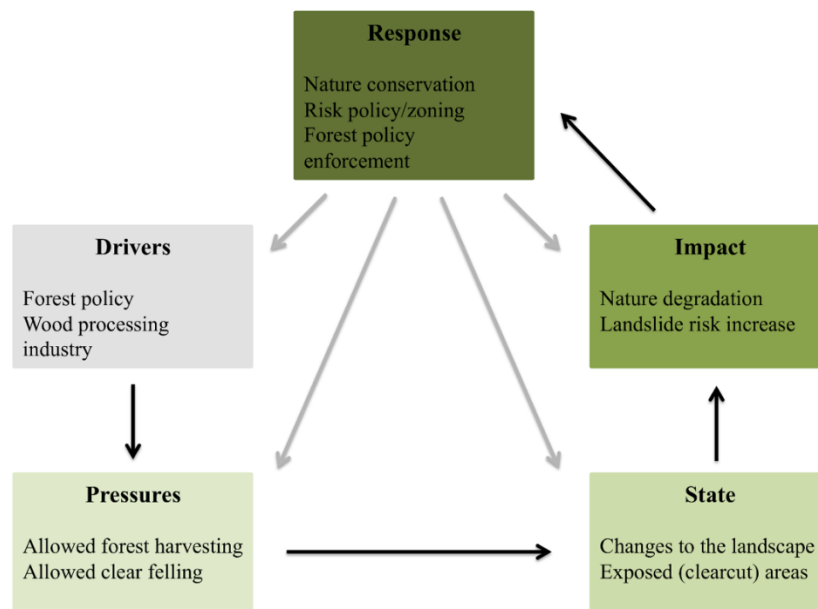 Response
Nature conservation
Risk policy/zoning
Forest policy
enforcement
Drivers
Forest policy
Wood processing
industry
Impact
Nature degradation
Landslide risk increase
Pressures
Allowed forest harvesting
Allowed clear felling
State
Changes to the landscape
Exposed (clearcut) areas